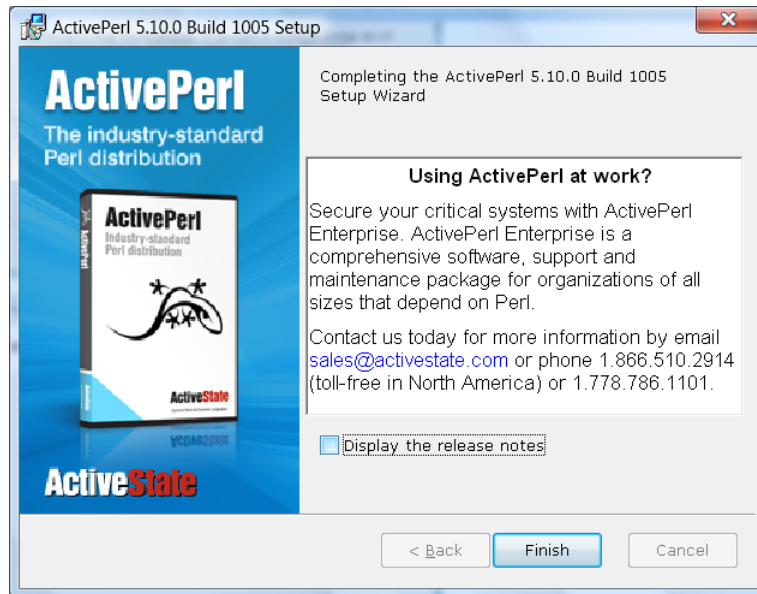 ActivePerl 5.10.0 Build 1005 Setup
ActivePerl
The industry-standard
Perl distribution
ActivePerl
ActivePerl
Industry-standard
Perl distribution
ActiveState
ActiveState
Completing the ActivePerl 5.10.0 Build 1005
Setup Wizard
Using ActivePerl at work?
Secure your critical systems with ActivePerl
Enterprise. ActivePerl Enterprise is a
comprehensive software, support and
maintenance package for organizations of all
sizes that depend on Perl.
Contact us today for more information by email
sales@activestate.com or phone 1.866.510.2914
(toll-free in North America) or 1.778.786.1101.
Display the release notes
< Back
Finish
Cancel